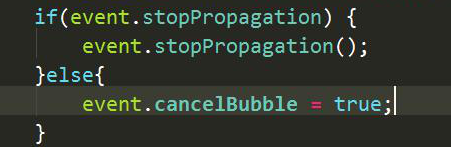 if(event.stopPropagation) {
    event.stopPropagation();
}else{
    event.cancelBubble = true;
}